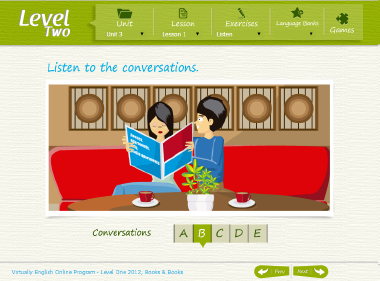 Level
Two
Unit
Unit 3
Lesson
Lesson 1
Exercises
Listen
Language Banks
Games
Listen to the conversations.
Conversations
A B C D E
Virtually English Online Program - Level One 2012, Books & Books
Prev
Next